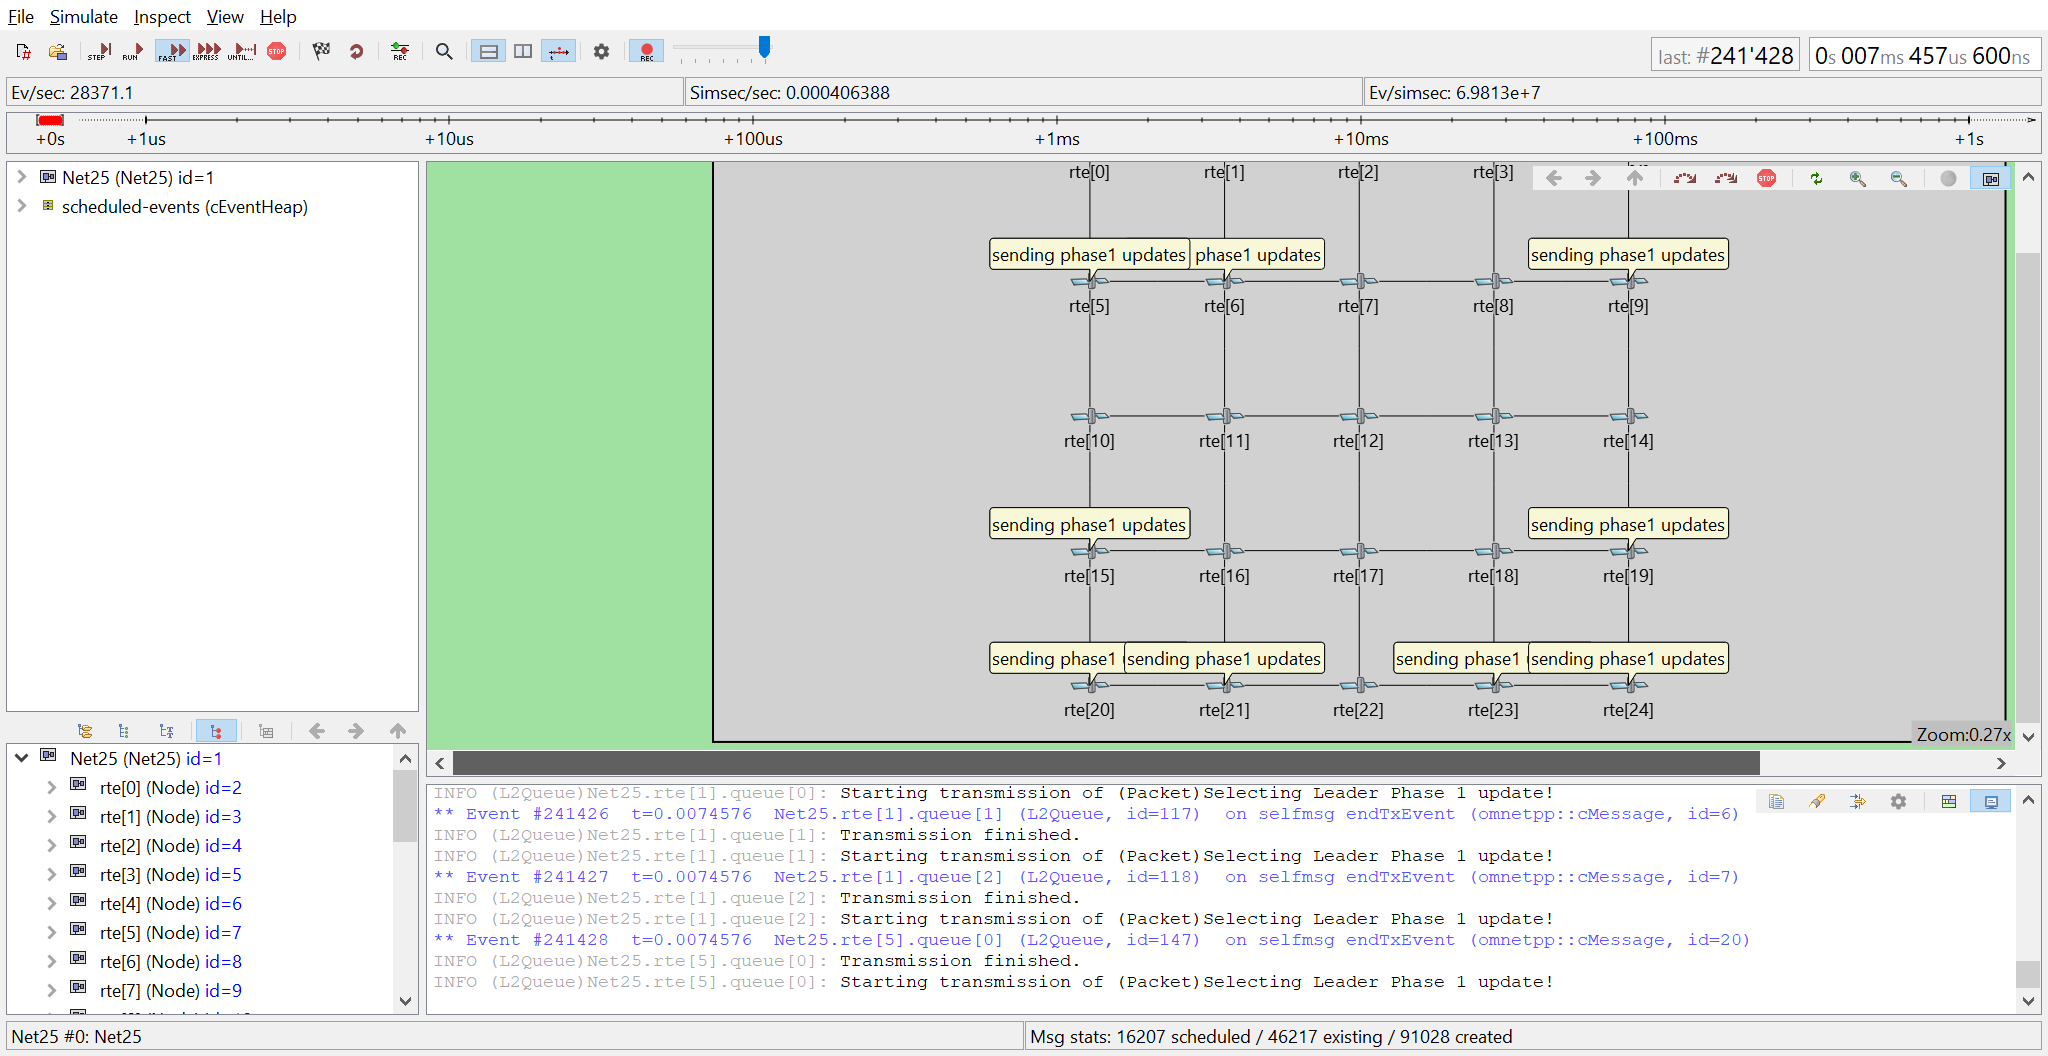 File Simulate Inspect View Help
STEP RUN FAST EXPRESS UNTIL... STOP REC REC
last: #241'428 0s 007ms 457us 600ns
Ev/sec: 28371.1 Simsec/sec: 0.000406388 Ev/simsec: 6.9813e+7
+0s +1us +10us +100us +1ms +10ms +100ms +1s
Net25 (Net25) id=1
scheduled-events (cEventHeap)
rte[0] rte[1] rte[2] rte[3]
STOP
sending phase1 updates phase1 updates sending phase1 updates
rte[5] rte[6] rte[7] rte[8] rte[9]
rte[10] rte[11] rte[12] rte[13] rte[14]
sending phase1 updates sending phase1 updates
rte[15] rte[16] rte[17] rte[18] rte[19]
sending phase1 sending phase1 updates sending phase1 sending phase1 updates
rte[20] rte[21] rte[22] rte[23] rte[24]
Zoom:0.27x
Net25 (Net25) id=1
rte[0] (Node) id=2
rte[1] (Node) id=3
rte[2] (Node) id=4
rte[3] (Node) id=5
rte[4] (Node) id=6
rte[5] (Node) id=7
rte[6] (Node) id=8
rte[7] (Node) id=9
INFO (L2Queue)Net25.rte[1].queue[0]: Starting transmission of (Packet)Selecting Leader Phase 1 update!
** Event #241426 t=0.0074576 Net25.rte[1].queue[1] (L2Queue, id=117) on selfmsg endTxEvent (omnetpp::cMessage, id=6)
INFO (L2Queue)Net25.rte[1].queue[1]: Transmission finished.
INFO (L2Queue)Net25.rte[1].queue[1]: Starting transmission of (Packet)Selecting Leader Phase 1 update!
** Event #241427 t=0.0074576 Net25.rte[1].queue[2] (L2Queue, id=118) on selfmsg endTxEvent (omnetpp::cMessage, id=7)
INFO (L2Queue)Net25.rte[1].queue[2]: Transmission finished.
INFO (L2Queue)Net25.rte[1].queue[2]: Starting transmission of (Packet)Selecting Leader Phase 1 update!
** Event #241428 t=0.0074576 Net25.rte[5].queue[0] (L2Queue, id=147) on selfmsg endTxEvent (omnetpp::cMessage, id=20)
INFO (L2Queue)Net25.rte[5].queue[0]: Transmission finished.
INFO (L2Queue)Net25.rte[5].queue[0]: Starting transmission of (Packet)Selecting Leader Phase 1 update!
Net25 #0: Net25 Msg stats: 16207 scheduled / 46217 existing / 91028 created